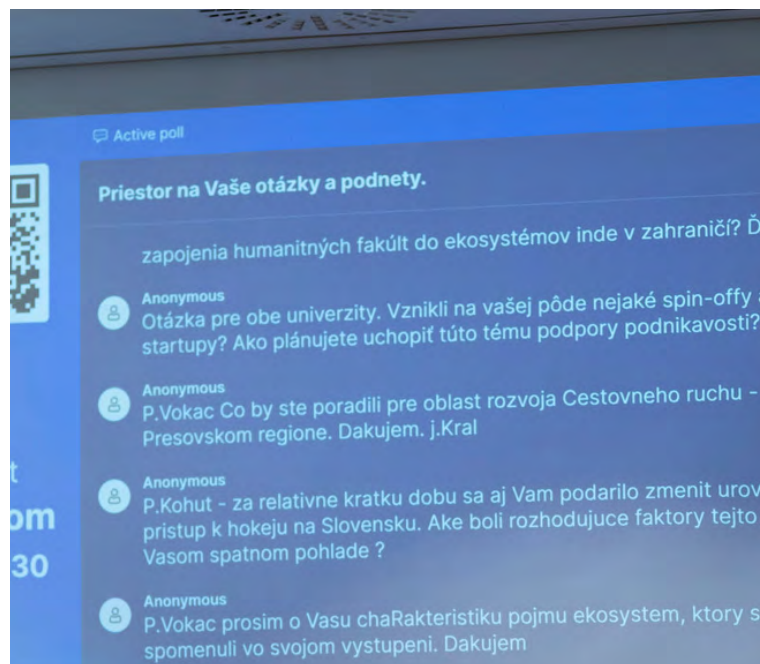 Active poll
Priestor na Vaše otázky a podnety.
zapojenia humanitných fakúlt do ekosystémov inde v zahraničí?
Anonymous
Otázka pre obe univerzity. Vznikli na vašej pôde nejaké spin-offy
startupy? Ako plánujete uchopiť túto tému podpory podnikavosti?
Anonymous
P.Vokac Co by ste poradili pre oblast rozvoja Cestovneho ruchu -
Presovskom regione. Dakujem. j.Kral
Anonymous
P.Kohut - za relativne kratku dobu sa aj Vam podarilo zmenit
pristup k hokeju na Slovensku. Ake boli rozhodujuce faktory tejto
Vasom spatnom pohlade ?
Anonymous
P.Vokac prosim o Vasu chaRakteristiku pojmu ekosystem, ktory
spomenuli vo svojom vystupeni. Dakujem
30